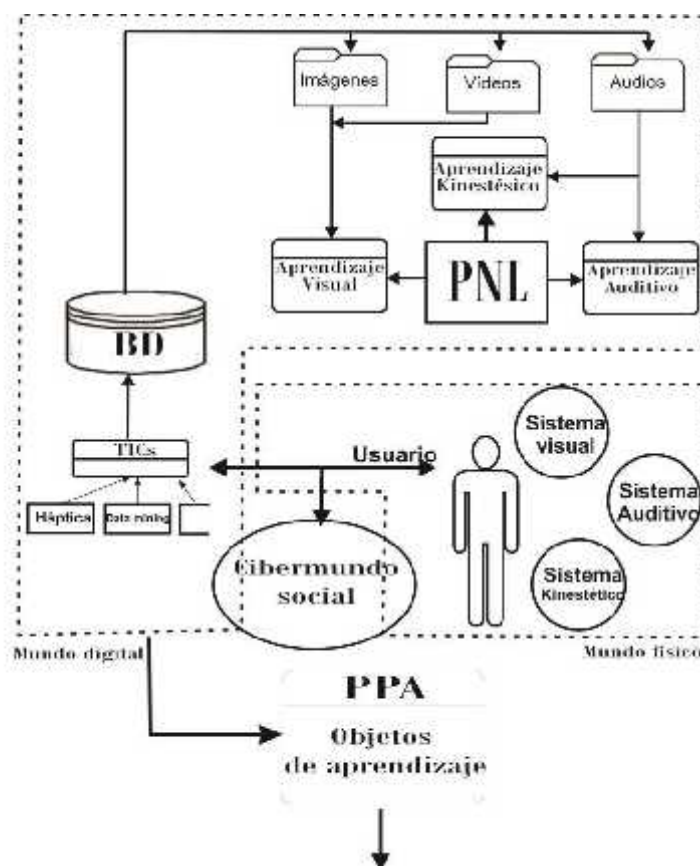 Imágenes
Videos
Audios
Aprendizaje
Kinestésico
Aprendizaje
Visual
PNL
Aprendizaje
Auditivo
BD
TICs
Háptica
Data mining
Usuario
Sistema
visual
Sistema
Auditivo
Sistema
Kinestético
Cibermundo
social
Mundo digital
Mundo físico
PPA
Objetos
de aprendizaje